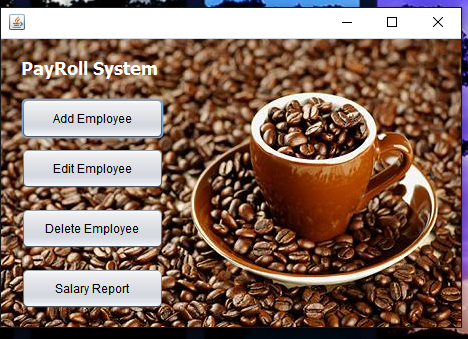 PayRoll System
Add Employee
Edit Employee
Delete Employee
Salary Report